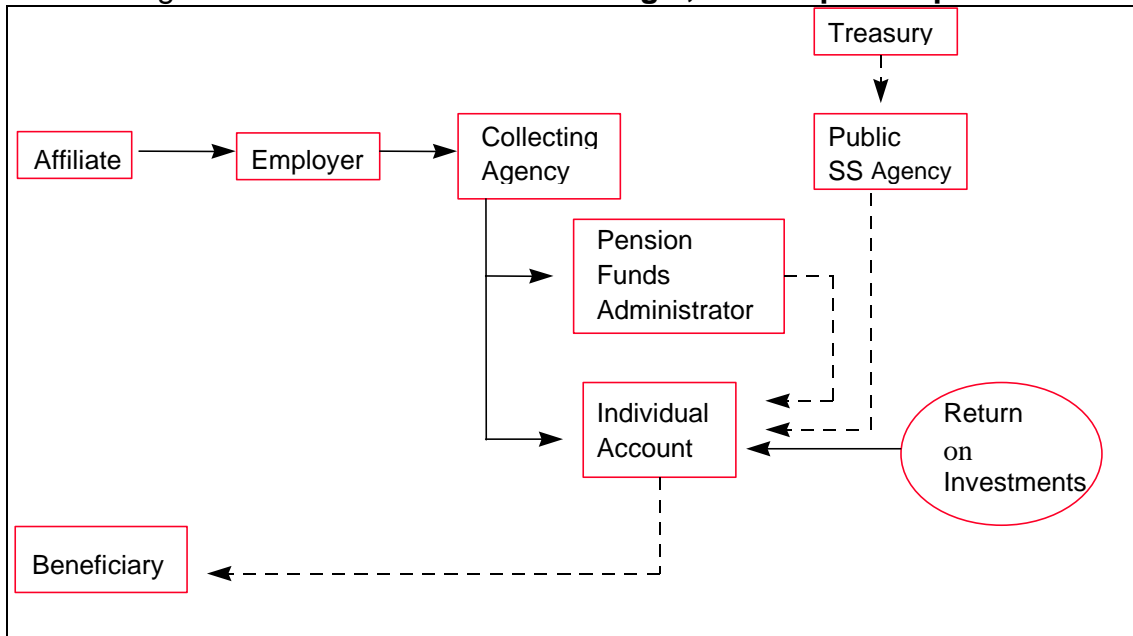 Treasury
Affiliate
Employer
Collecting
Agency
Public
SS Agency
Pension
Funds
Administrator
Individual
Account
Return
on
Investments
Beneficiary